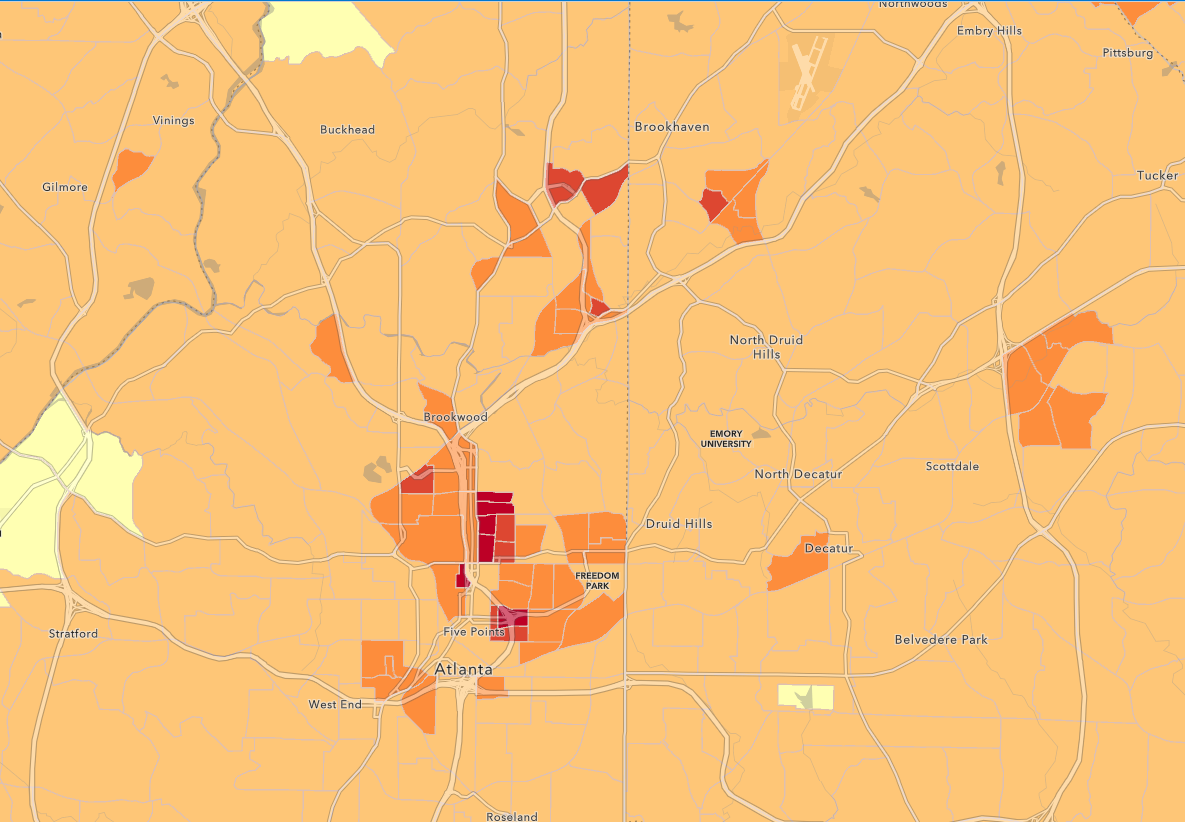 Northwoods
Embry Hills
Pittsburg
Vinings
Buckhead
Brookhaven
Gilmore
Tucker
North Druid
Hills
Brookwood
EMORY
UNIVERSITY
North Decatur
Scottdale
Druid Hills
Decatur
FREEDOM
PARK
Stratford
Five Points
Belvedere Park
Atlanta
West End
Roseland